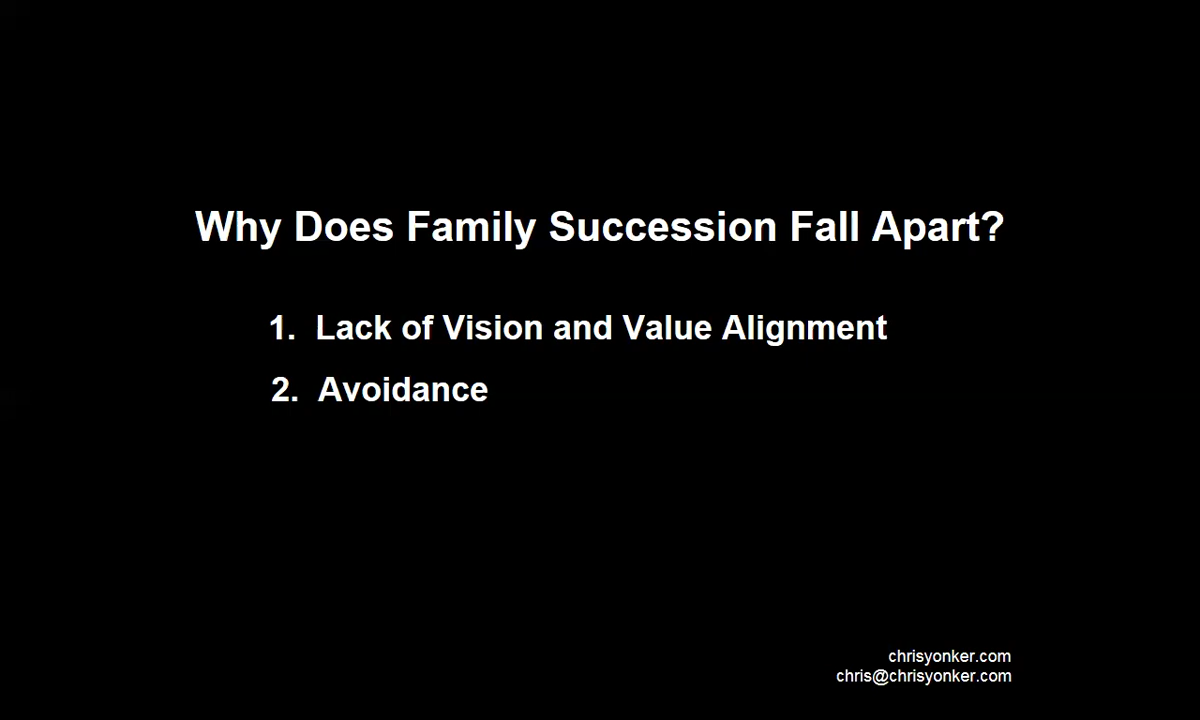 Why Does Family Succession Fall Apart?
1. Lack of Vision and Value Alignment
2. Avoidance
chrisyonker.com
chris@chrisyonker.com